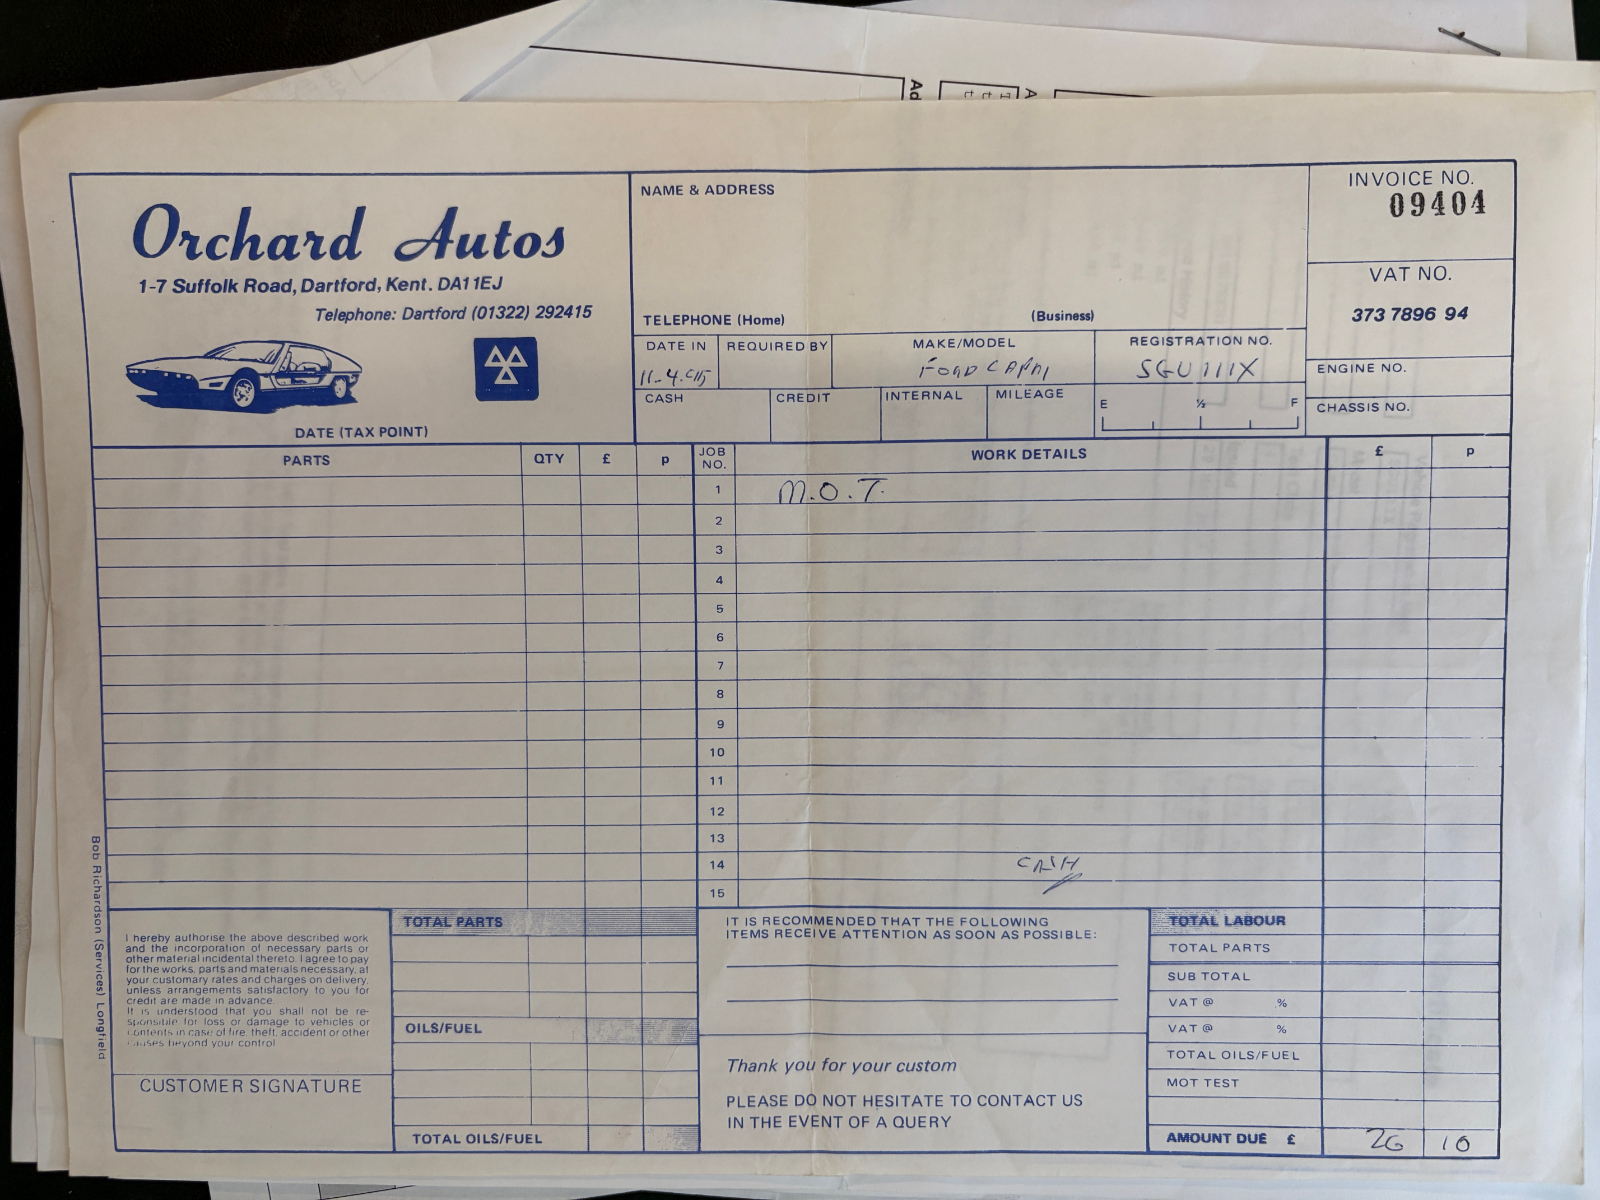 Ad
A
NAME & ADDRESS
INVOICE NO.
09404
Orchard Autos
1-7 Suffolk Road, Dartford, Kent. DA11EJ
Telephone: Dartford (01322) 292415
VAT NO.
373 7896 94
TELEPHONE (Home) (Business)
DATE IN REQUIRED BY MAKE/MODEL REGISTRATION NO.
11-4-95 FORD CAPRI SGU 111X
ENGINE NO.
CASH CREDIT INTERNAL MILEAGE E ½ F
CHASSIS NO.
DATE (TAX POINT)
PARTS QTY £ p JOB NO. WORK DETAILS £ p
1 M.O.T.
2
3
4
5
6
7
8
9
10
11
12
13
14 CASH
15
Bob Richardson (Services) Longfield
I hereby authorise the above described work
and the incorporation of necessary parts or
other material incidental thereto. I agree to pay
for the works, parts and materials necessary, at
your customary rates and charges on delivery,
unless arrangements satisfactory to you for
credit are made in advance.
It is understood that you shall not be re-
sponsible for loss or damage to vehicles or
contents in case of fire, theft, accident or other
causes beyond your control
CUSTOMER SIGNATURE
TOTAL PARTS
OILS/FUEL
TOTAL OILS/FUEL
IT IS RECOMMENDED THAT THE FOLLOWING
ITEMS RECEIVE ATTENTION AS SOON AS POSSIBLE:
Thank you for your custom
PLEASE DO NOT HESITATE TO CONTACT US
IN THE EVENT OF A QUERY
TOTAL LABOUR
TOTAL PARTS
SUB TOTAL
VAT @ %
VAT @ %
TOTAL OILS/FUEL
MOT TEST
AMOUNT DUE £ 26 10